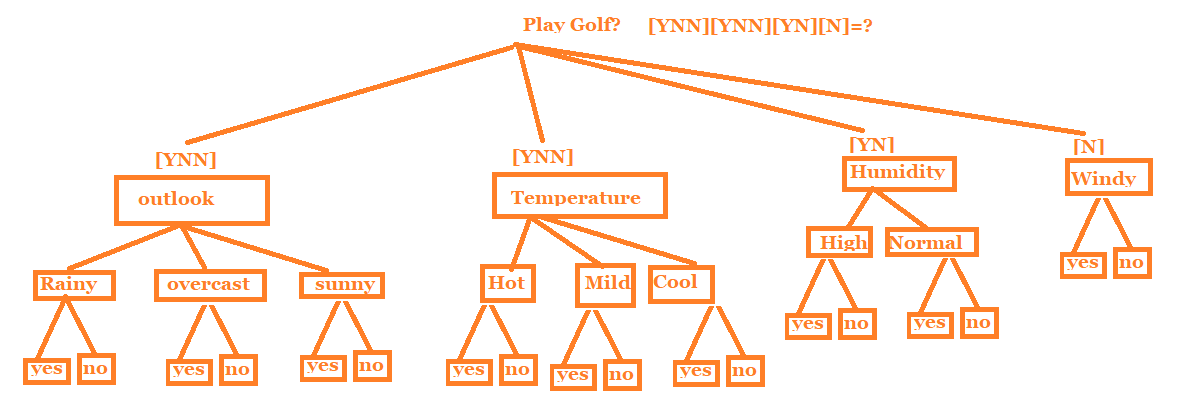 Play Golf? [YNN][YNN][YN][N]=?
[YNN] [YNN] [YN] [N]
outlook Temperature Humidity Windy
Rainy overcast sunny Hot Mild Cool High Normal yes no
yes no yes no yes no yes no yes no yes no yes no yes no